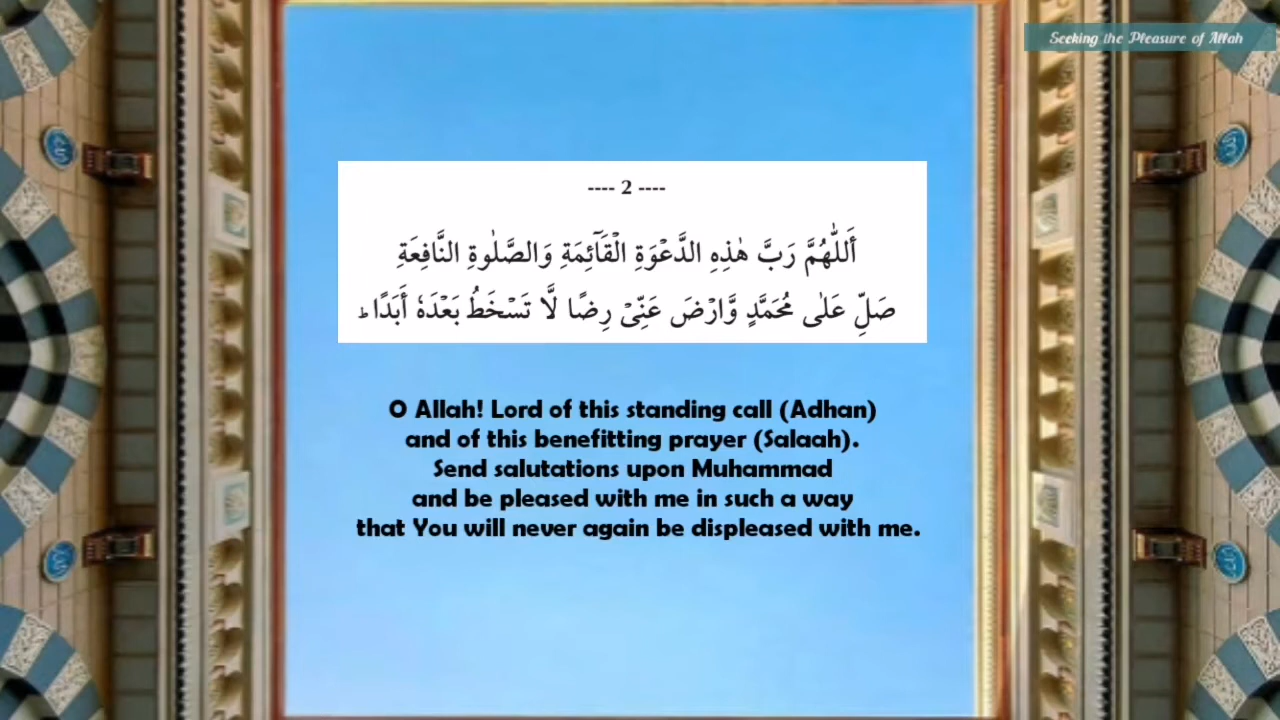 Seeking the Pleasure of Allah
---- 2 ----
أَللّٰهُمَّ رَبَّ هٰذِهِ الدَّعْوَةِ الْقَآئِمَةِ وَالصَّلٰوةِ النَّافِعَةِ
صَلِّ عَلٰى مُحَمَّدٍ وَّارْضَ عَنِّىْ رِضًا لَّا تَسْخَطُ بَعْدَهٗ أَبَدًا ؕ
O Allah! Lord of this standing call (Adhan)
and of this benefitting prayer (Salaah).
Send salutations upon Muhammad
and be pleased with me in such a way
that You will never again be displeased with me.